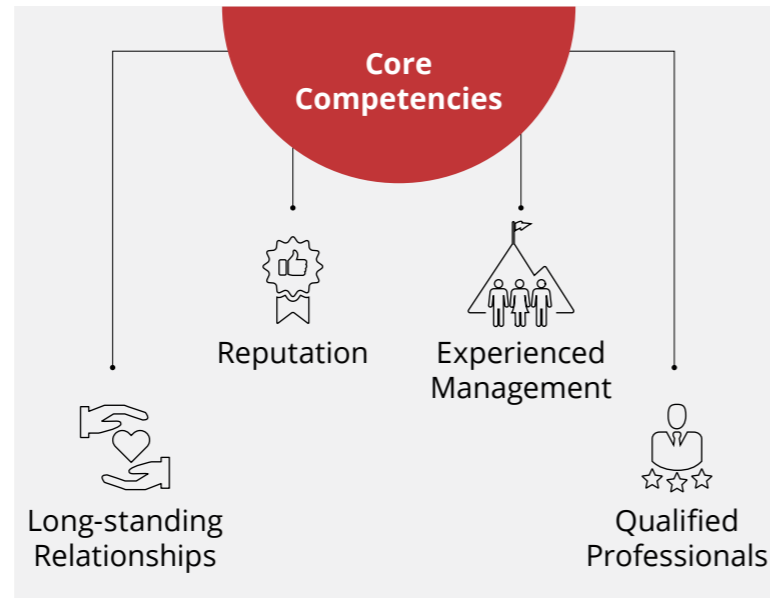 Core
Competencies
Reputation
Experienced
Management
Long-standing
Relationships
Qualified
Professionals